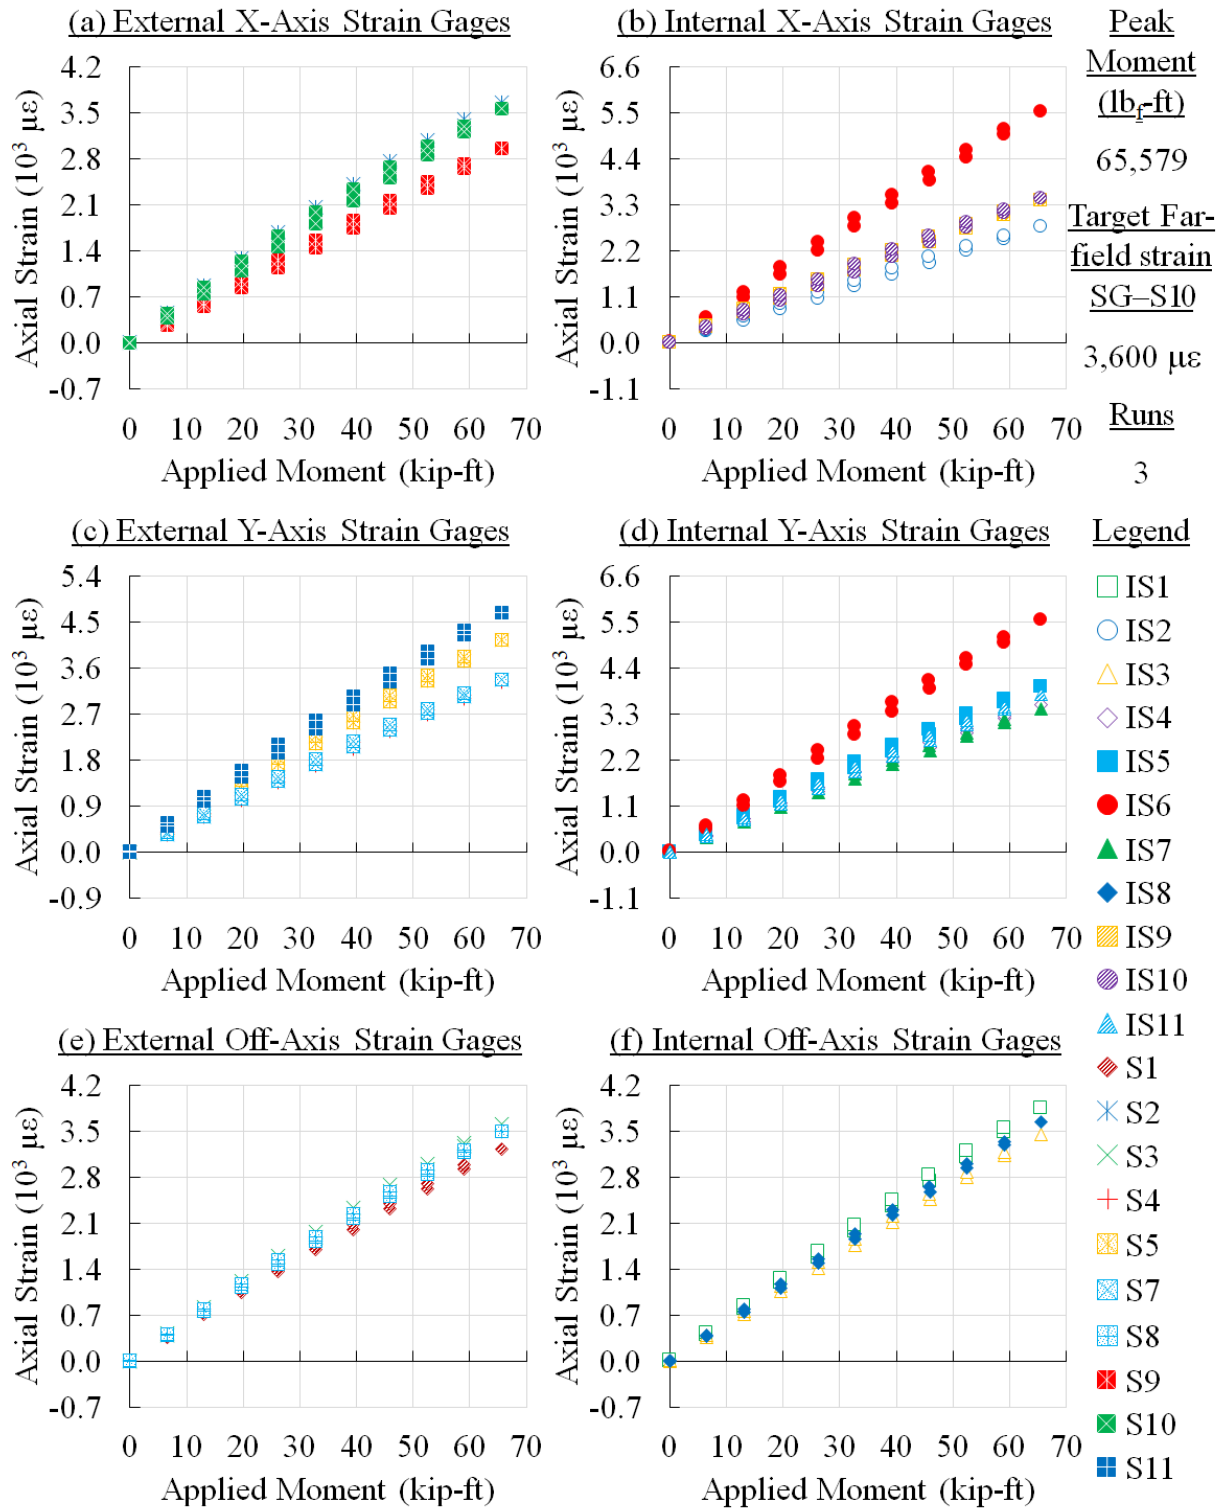 (a) External X-Axis Strain Gages
4.2
3.5
2.8
2.1
1.4
0.7
0.0
-0.7
Axial Strain (10³ με)
0 10 20 30 40 50 60 70
Applied Moment (kip-ft)
(b) Internal X-Axis Strain Gages
6.6
5.5
4.4
3.3
2.2
1.1
0.0
-1.1
Axial Strain (10³ με)
0 10 20 30 40 50 60 70
Applied Moment (kip-ft)
Peak
Moment
(lbf-ft)
65,579
Target Far-
field strain
SG–S10
3,600 με
Runs
3
(c) External Y-Axis Strain Gages
5.4
4.5
3.6
2.7
1.8
0.9
0.0
-0.9
Axial Strain (10³ με)
0 10 20 30 40 50 60 70
Applied Moment (kip-ft)
(d) Internal Y-Axis Strain Gages
6.6
5.5
4.4
3.3
2.2
1.1
0.0
-1.1
Axial Strain (10³ με)
0 10 20 30 40 50 60 70
Applied Moment (kip-ft)
(e) External Off-Axis Strain Gages
4.2
3.5
2.8
2.1
1.4
0.7
0.0
-0.7
Axial Strain (10³ με)
0 10 20 30 40 50 60 70
Applied Moment (kip-ft)
(f) Internal Off-Axis Strain Gages
4.2
3.5
2.8
2.1
1.4
0.7
0.0
-0.7
Axial Strain (10³ με)
0 10 20 30 40 50 60 70
Applied Moment (kip-ft)
Legend
IS1
IS2
IS3
IS4
IS5
IS6
IS7
IS8
IS9
IS10
IS11
S1
S2
S3
S4
S5
S7
S8
S9
S10
S11